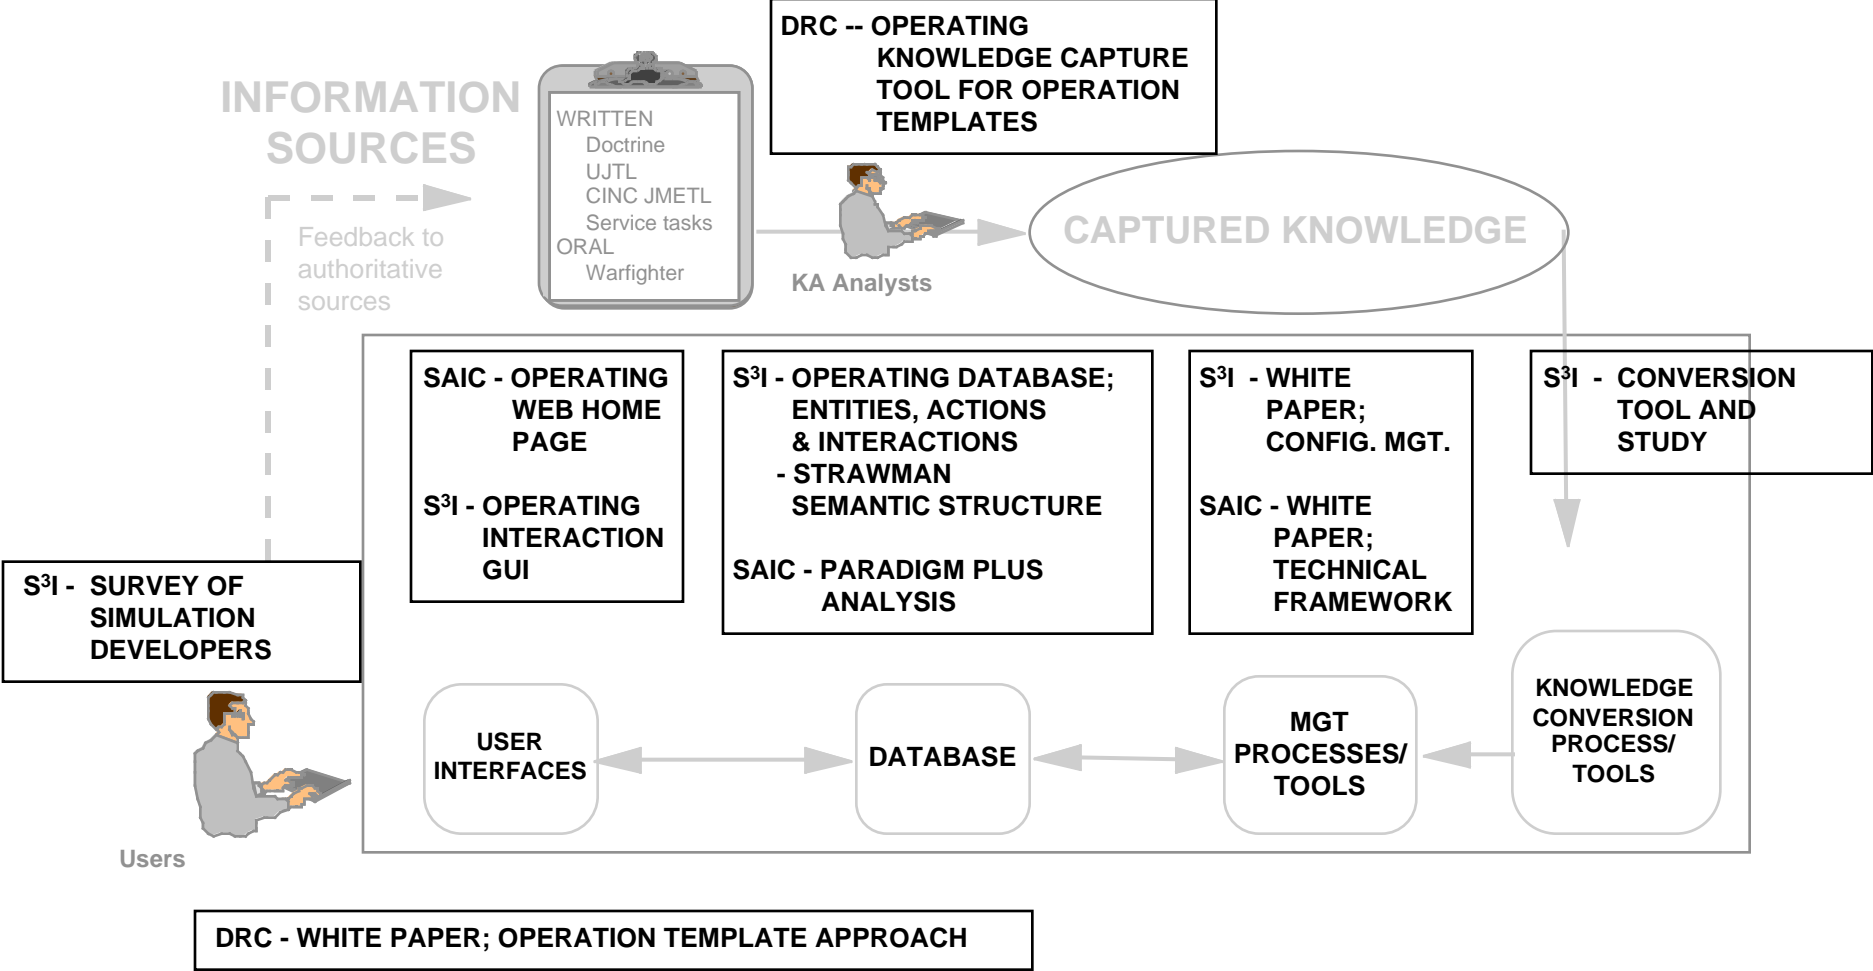 DRC -- OPERATING
KNOWLEDGE CAPTURE
TOOL FOR OPERATION
TEMPLATES
INFORMATION
SOURCES
WRITTEN
Doctrine
UJTL
CINC JMETL
Service tasks
ORAL
Warfighter
Feedback to
authoritative
sources
KA Analysts
CAPTURED KNOWLEDGE
SAIC - OPERATING
WEB HOME
PAGE
S³I - OPERATING
INTERACTION
GUI
S³I - OPERATING DATABASE;
ENTITIES, ACTIONS
& INTERACTIONS
- STRAWMAN
SEMANTIC STRUCTURE
SAIC - PARADIGM PLUS
ANALYSIS
S³I - WHITE
PAPER;
CONFIG. MGT.
SAIC - WHITE
PAPER;
TECHNICAL
FRAMEWORK
S³I - CONVERSION
TOOL AND
STUDY
S³I - SURVEY OF
SIMULATION
DEVELOPERS
Users
USER
INTERFACES
DATABASE
MGT
PROCESSES/
TOOLS
KNOWLEDGE
CONVERSION
PROCESS/
TOOLS
DRC - WHITE PAPER; OPERATION TEMPLATE APPROACH